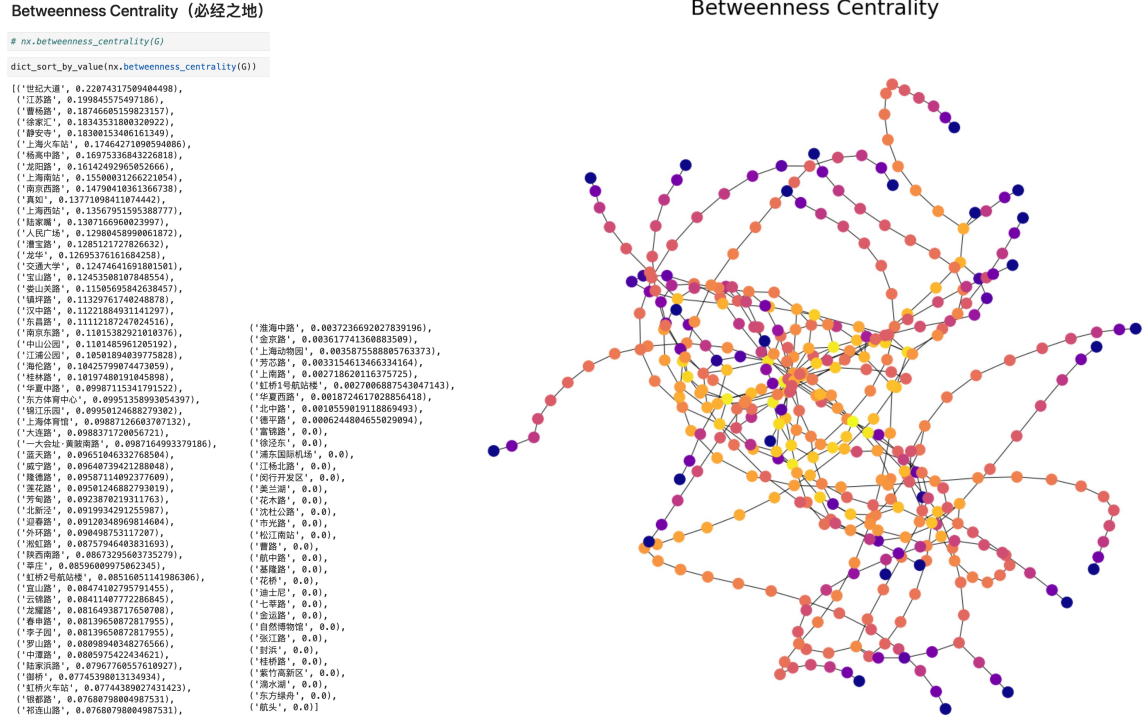 Betweenness Centrality（必经之地）
Betweenness Centrality
# nx.betweenness_centrality(G)
dict_sort_by_value(nx.betweenness_centrality(G))
[('世纪大道', 0.22074317509404498),
('江苏路', 0.199845575497186),
('曹杨路', 0.18746605159823157),
('徐家汇', 0.18343531800320922),
('静安寺', 0.18300153406161349),
('上海火车站', 0.17464271090594086),
('杨高中路', 0.16975336843226818),
('龙阳路', 0.16142492965052666),
('上海南站', 0.15500031266221054),
('南京西路', 0.14790410361366738),
('真如', 0.13771098411074442),
('上海西站', 0.13567951595388777),
('陆家嘴', 0.1307166960023997),
('人民广场', 0.12980458990061872),
('漕宝路', 0.1285121727826632),
('龙华', 0.12695376161684258),
('交通大学', 0.12474641691801501),
('宝山路', 0.12453508107848554),
('娄山关路', 0.11505695842638457),
('镇坪路', 0.11329761740248878),
('汉中路', 0.11221884931141297),
('东昌路', 0.11112187247024516),
('南京东路', 0.11015382921010376),
('中山公园', 0.1101485961205192),
('江浦公园', 0.10501894039775828),
('海伦路', 0.10425799074473059),
('桂林路', 0.10197480191045898),
('华夏中路', 0.09987115341791522),
('东方体育中心', 0.09951358993054397),
('锦江乐园', 0.09950124688279302),
('上海体育馆', 0.09887126603707132),
('大连路', 0.0988371720056721),
('一大会址·黄陂南路', 0.0987164993379186),
('蓝天路', 0.09651046332768504),
('威宁路', 0.09640739421288048),
('隆德路', 0.09587114092377609),
('莲花路', 0.09501246882793019),
('芳甸路', 0.0923870219311763),
('北新泾', 0.0919934291255987),
('迎春路', 0.09120348969814604),
('外环路', 0.090498753117207),
('淞虹路', 0.0875794640383 1693),
('陕西南路', 0.08673295603735279),
('莘庄', 0.08596009975062345),
('虹桥2号航站楼', 0.08516051141986306),
('宜山路', 0.08474102795791455),
('云锦路', 0.08411407777286845),
('龙耀路', 0.08164938717650708),
('春申路', 0.08139650872817955),
('李子园', 0.08139650872817955),
('罗山路', 0.08098940348276566),
('中潭路', 0.0805975422434621),
('陆家浜路', 0.07967760557610927),
('御桥', 0.07745398013134934),
('虹桥火车站', 0.07744389027431423),
('银都路', 0.07680798004987531),
('祁连山路', 0.07680798004987531),
('淮海中路', 0.0037236692027839196),
('金京路', 0.003617741360883509),
('上海动物园', 0.0035875588805763373),
('芳芯路', 0.0033154613466334164),
('上南路', 0.00271862011637 5725),
('虹桥1号航站楼', 0.0027006887543047143),
('华夏西路', 0.0018724617028856418),
('北中路', 0.0010559019118869493),
('德平路', 0.0006244804655029094),
('富锦路', 0.0),
('徐泾东', 0.0),
('浦东国际机场', 0.0),
('江杨北路', 0.0),
('闵行开发区', 0.0),
('美兰湖', 0.0),
('花木路', 0.0),
('沈杜公路', 0.0),
('市光路', 0.0),
('松江南站', 0.0),
('曹路', 0.0),
('航中路', 0.0),
('基隆路', 0.0),
('花桥', 0.0),
('迪士尼', 0.0),
('七莘路', 0.0),
('金运路', 0.0),
('自然博物馆', 0.0),
('张江路', 0.0),
('封浜', 0.0),
('桂桥路', 0.0),
('紫竹高新区', 0.0),
('滴水湖', 0.0),
('东方绿舟', 0.0),
('航头', 0.0)]